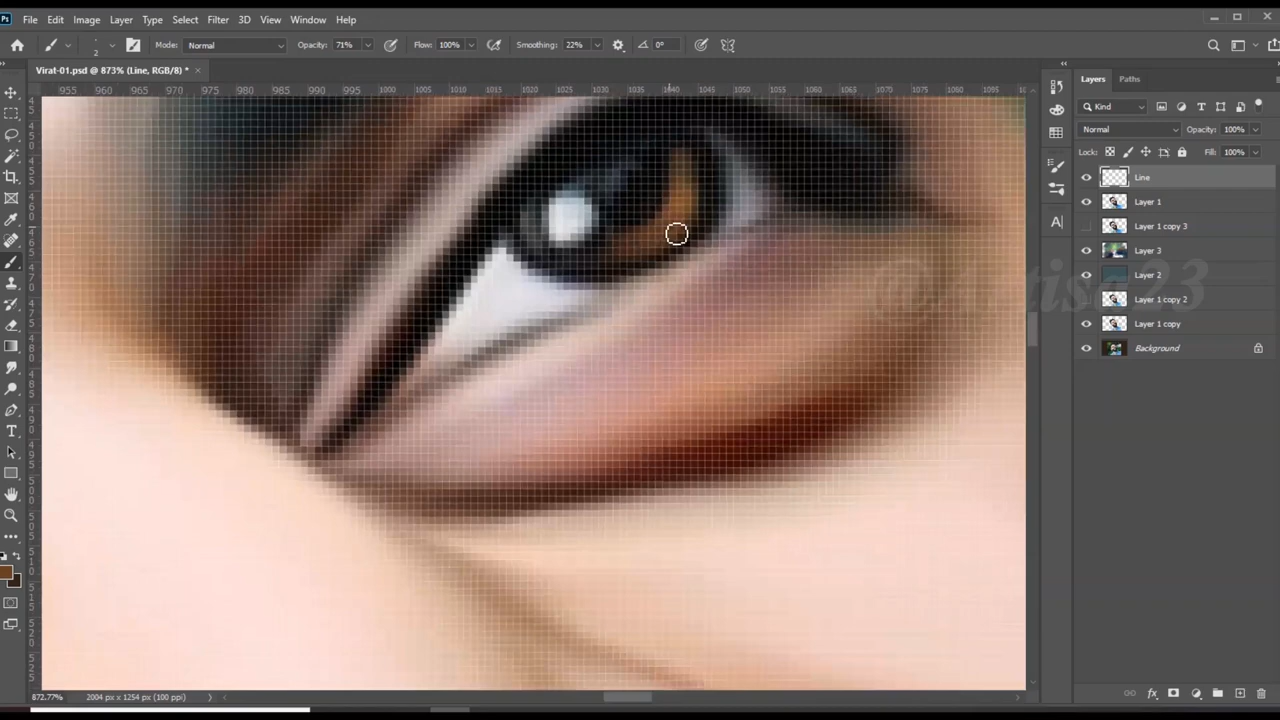 Ps File Edit Image Layer Type Select Filter 3D View Window Help
2 Mode: Normal Opacity: 71% Flow: 100% Smoothing: 22% 0°
Virat-01.psd @ 873% (Line, RGB/8) * ×
955 960 965 970 975 980 985 990 995 1000 1005 1010 1015 1020 1025 1030 1035 1040 1045 1050 1055 1060 1065 1070 1075 1080 1085 1090 1095
Layers Paths
Kind
Normal Opacity: 100%
Lock: Fill: 100%
Line
Layer 1
Layer 1 copy 3
Layer 3
Layer 2
Layer 1 copy 2
Layer 1 copy
Background
872.77% 2004 px x 1254 px (100 ppi)